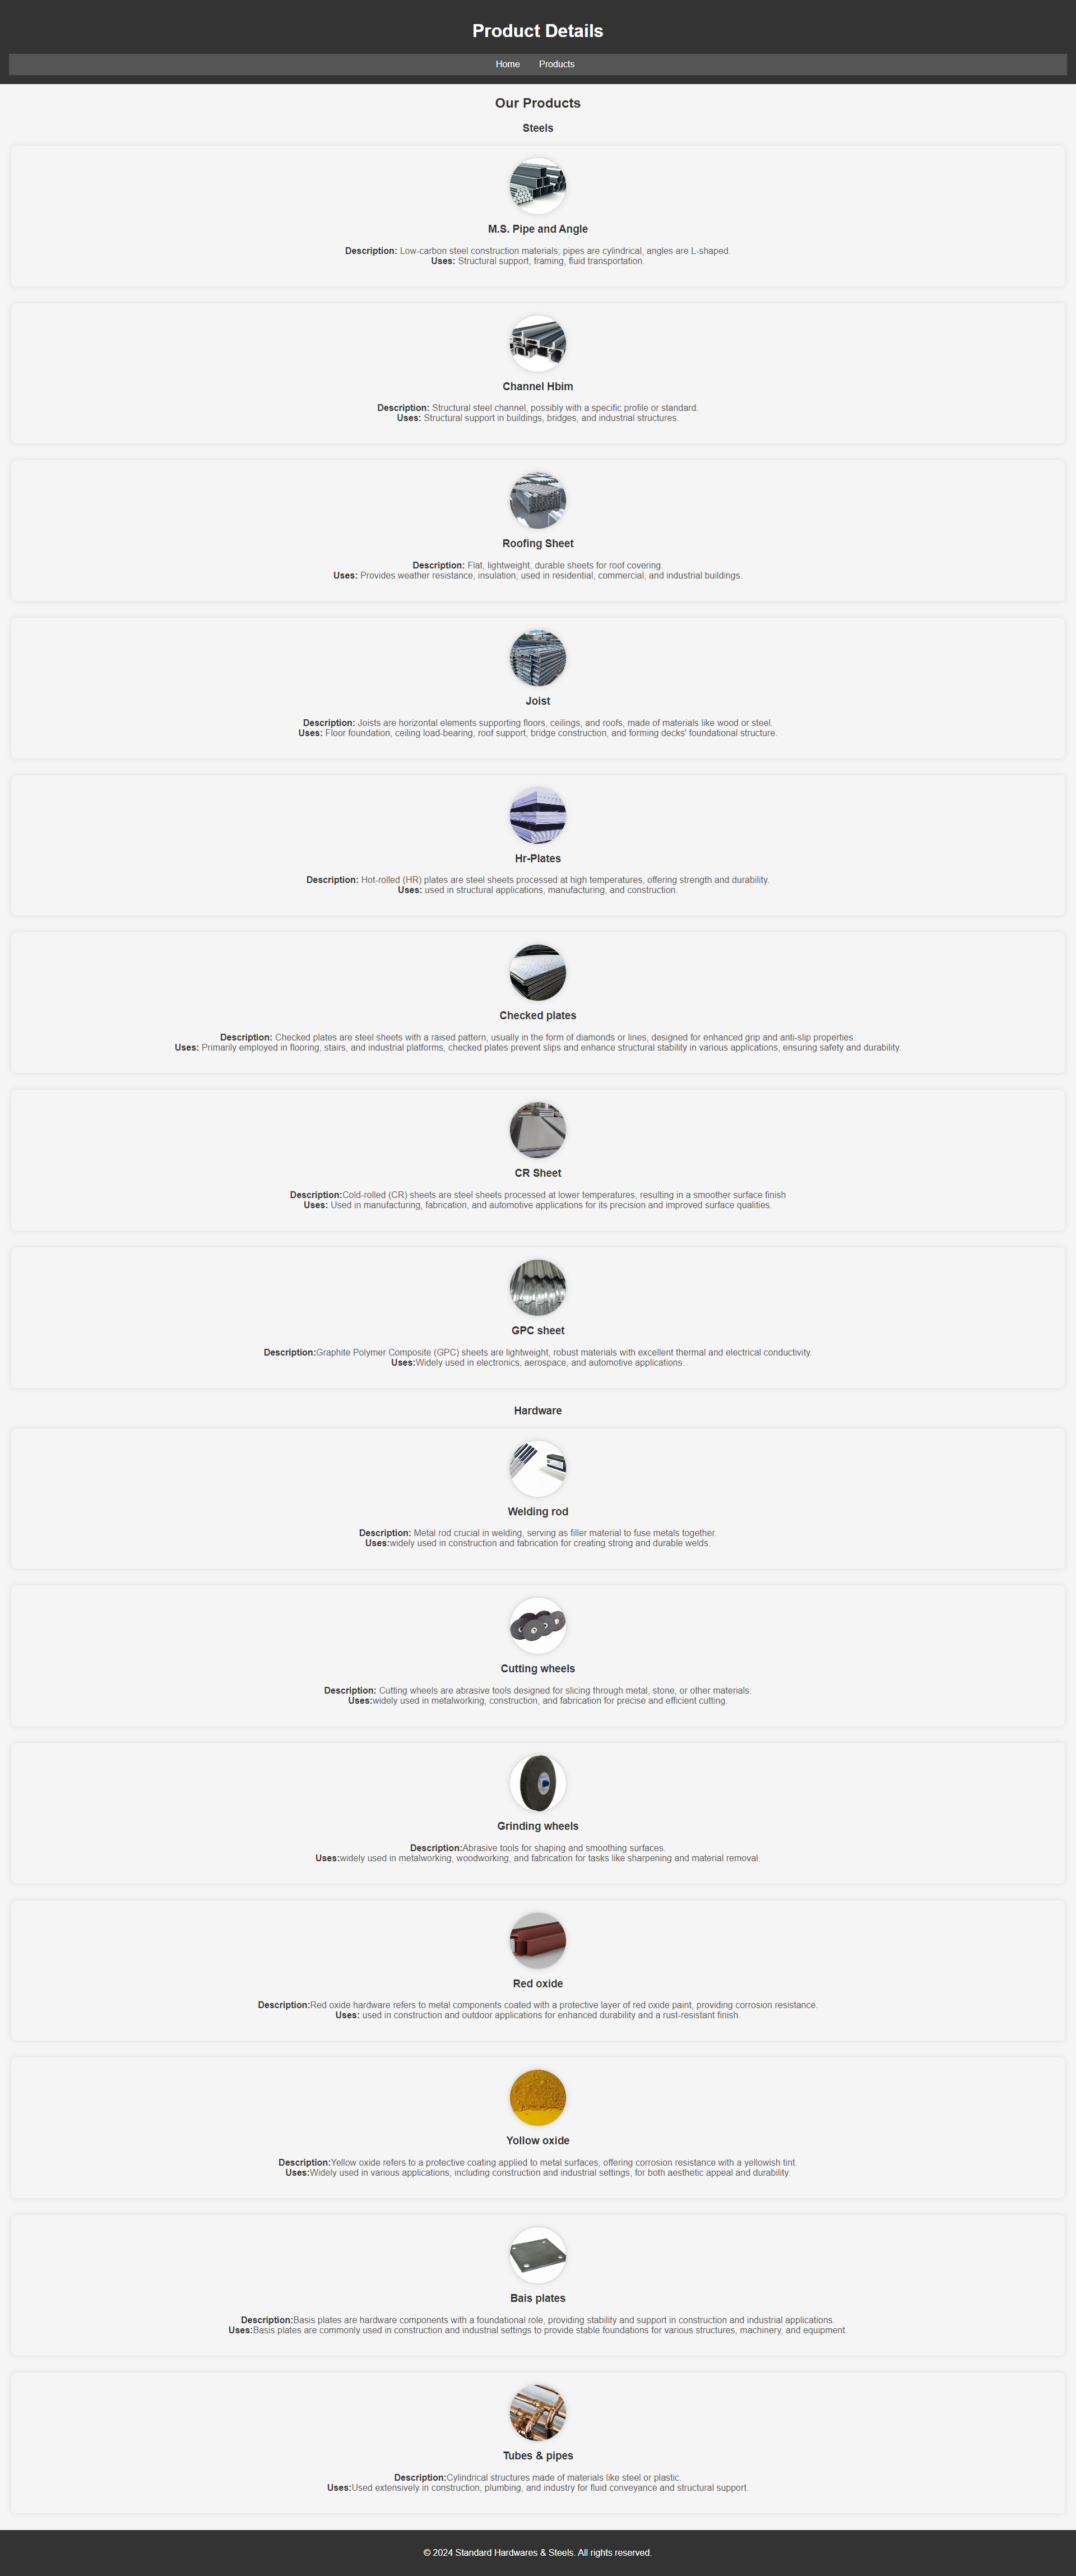 Product Details
Home Products
Our Products
Steels
M.S. Pipe and Angle
Description: Low-carbon steel construction materials; pipes are cylindrical, angles are L-shaped.
Uses: Structural support, framing, fluid transportation.
Channel Hbim
Description: Structural steel channel, possibly with a specific profile or standard.
Uses: Structural support in buildings, bridges, and industrial structures.
Roofing Sheet
Description: Flat, lightweight, durable sheets for roof covering.
Uses: Provides weather resistance, insulation; used in residential, commercial, and industrial buildings.
Joist
Description: Joists are horizontal elements supporting floors, ceilings, and roofs, made of materials like wood or steel.
Uses: Floor foundation, ceiling load-bearing, roof support, bridge construction, and forming decks' foundational structure.
Hr-Plates
Description: Hot-rolled (HR) plates are steel sheets processed at high temperatures, offering strength and durability.
Uses: used in structural applications, manufacturing, and construction.
Checked plates
Description: Checked plates are steel sheets with a raised pattern, usually in the form of diamonds or lines, designed for enhanced grip and anti-slip properties.
Uses: Primarily employed in flooring, stairs, and industrial platforms, checked plates prevent slips and enhance structural stability in various applications, ensuring safety and durability.
CR Sheet
Description:Cold-rolled (CR) sheets are steel sheets processed at lower temperatures, resulting in a smoother surface finish
Uses: Used in manufacturing, fabrication, and automotive applications for its precision and improved surface qualities.
GPC sheet
Description:Graphite Polymer Composite (GPC) sheets are lightweight, robust materials with excellent thermal and electrical conductivity.
Uses:Widely used in electronics, aerospace, and automotive applications.
Hardware
Welding rod
Description: Metal rod crucial in welding, serving as filler material to fuse metals together.
Uses:widely used in construction and fabrication for creating strong and durable welds.
Cutting wheels
Description: Cutting wheels are abrasive tools designed for slicing through metal, stone, or other materials.
Uses:widely used in metalworking, construction, and fabrication for precise and efficient cutting.
Grinding wheels
Description:Abrasive tools for shaping and smoothing surfaces.
Uses:widely used in metalworking, woodworking, and fabrication for tasks like sharpening and material removal.
Red oxide
Description:Red oxide hardware refers to metal components coated with a protective layer of red oxide paint, providing corrosion resistance.
Uses: used in construction and outdoor applications for enhanced durability and a rust-resistant finish.
Yollow oxide
Description:Yellow oxide refers to a protective coating applied to metal surfaces, offering corrosion resistance with a yellowish tint.
Uses:Widely used in various applications, including construction and industrial settings, for both aesthetic appeal and durability.
Bais plates
Description:Basis plates are hardware components with a foundational role, providing stability and support in construction and industrial applications.
Uses:Basis plates are commonly used in construction and industrial settings to provide stable foundations for various structures, machinery, and equipment.
Tubes & pipes
Description:Cylindrical structures made of materials like steel or plastic.
Uses:Used extensively in construction, plumbing, and industry for fluid conveyance and structural support.
© 2024 Standard Hardwares & Steels. All rights reserved.